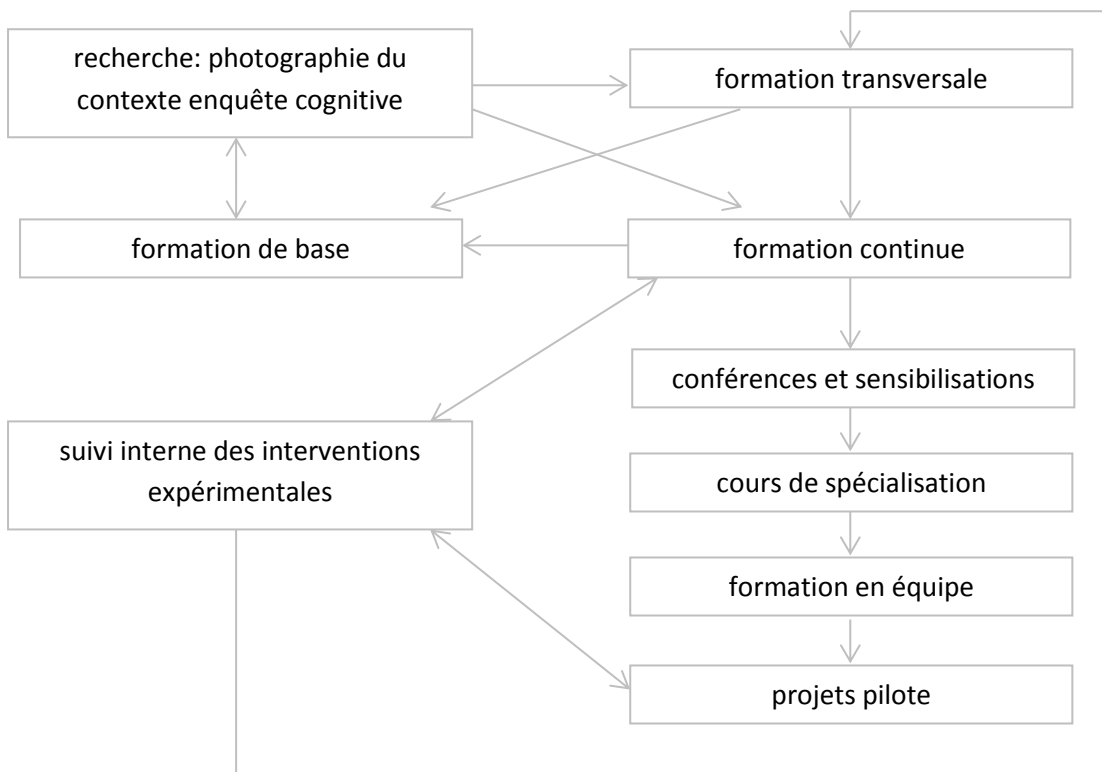 recherche: photographie du
contexte enquête cognitive
formation transversale
formation de base
formation continue
conférences et sensibilisations
suivi interne des interventions
expérimentales
cours de spécialisation
formation en équipe
projets pilote